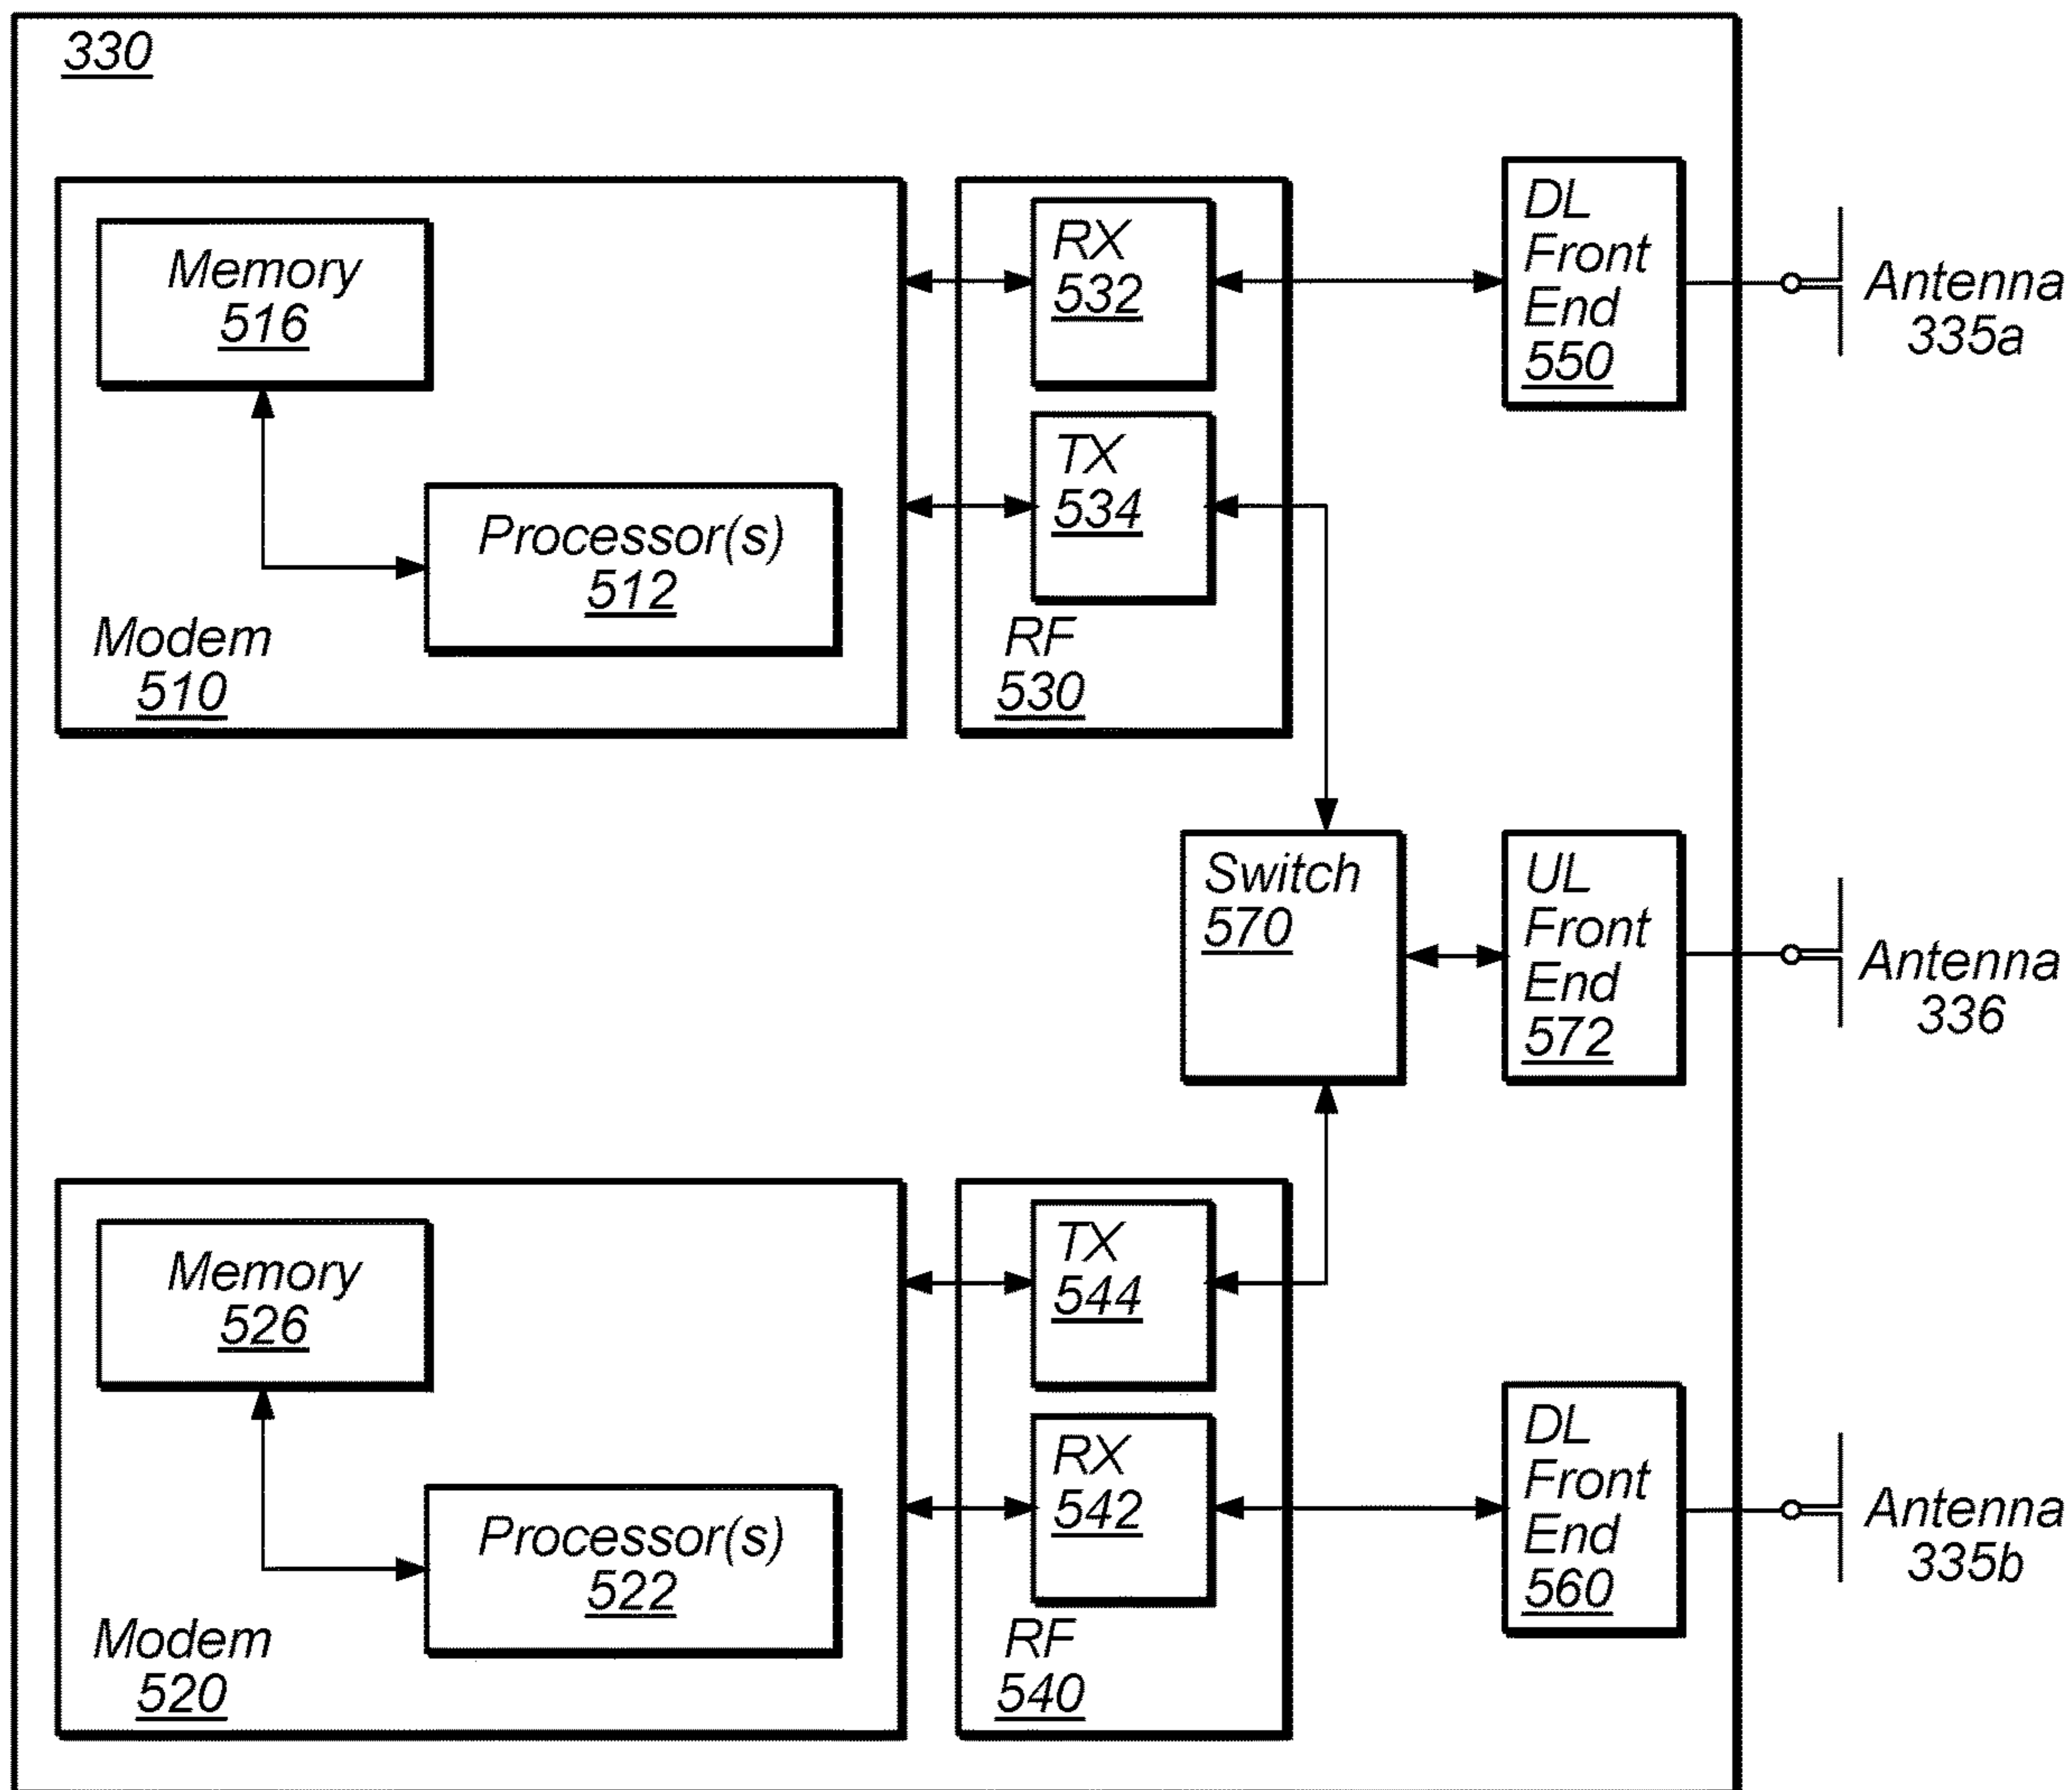 330
Memory
516
Processor(s)
512
Modem
510
RX
532
TX
534
RF
530
DL
Front
End
550
Antenna
335a
Switch
570
UL
Front
End
572
Antenna
336
Memory
526
Processor(s)
522
Modem
520
TX
544
RX
542
RF
540
DL
Front
End
560
Antenna
335b